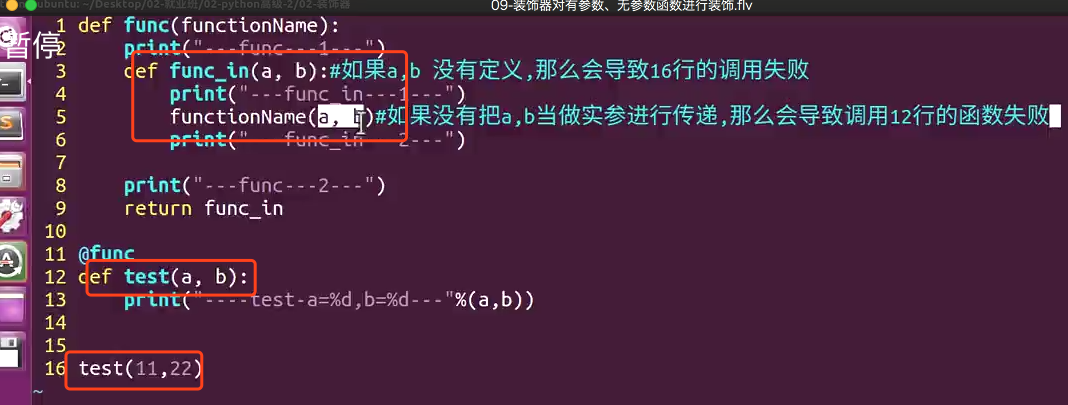 ubuntu: ~/Desktop/02-就业班/02-python高级-2/02-装饰器
09-装饰器对有参数、无参数函数进行装饰.flv
暂停
1 def func(functionName):
2 print("---func---1---")
3 def func_in(a, b):#如果a,b 没有定义,那么会导致16行的调用失败
4 print("---func_in---1---")
5 functionName(a, b)#如果没有把a,b当做实参进行传递,那么会导致调用12行的函数失败
6 print("---func_in---2---")
7
8 print("---func---2---")
9 return func_in
10
11 @func
12 def test(a, b):
13 print("----test-a=%d,b=%d---"%(a,b))
14
15
16 test(11,22)
~